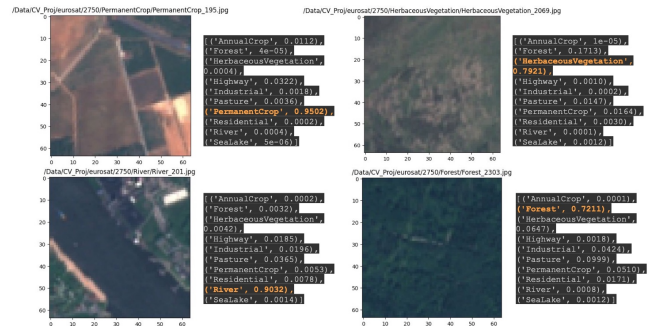 /Data/CV_Proj/eurosat/2750/PermanentCrop/PermanentCrop_195.jpg
0
10
20
30
40
50
60
0 10 20 30 40 50 60
[('AnnualCrop', 0.0112),
('Forest', 4e-05),
('HerbaceousVegetation',
0.0004),
('Highway', 0.0322),
('Industrial', 0.0018),
('Pasture', 0.0036),
('PermanentCrop', 0.9502),
('Residential', 0.0002),
('River', 0.0004),
('SeaLake', 5e-06)]
/Data/CV_Proj/eurosat/2750/HerbaceousVegetation/HerbaceousVegetation_2069.jpg
0
10
20
30
40
50
60
0 10 20 30 40 50 60
[('AnnualCrop', 1e-05),
('Forest', 0.1713),
('HerbaceousVegetation',
0.7921),
('Highway', 0.0010),
('Industrial', 0.0002),
('Pasture', 0.0147),
('PermanentCrop', 0.0164),
('Residential', 0.0030),
('River', 0.0001),
('SeaLake', 0.0012)]
/Data/CV_Proj/eurosat/2750/River/River_201.jpg
0
10
20
30
40
50
60
0 10 20 30 40 50 60
[('AnnualCrop', 0.0002),
('Forest', 0.0032),
('HerbaceousVegetation',
0.0042),
('Highway', 0.0185),
('Industrial', 0.0196),
('Pasture', 0.0365),
('PermanentCrop', 0.0053),
('Residential', 0.0078),
('River', 0.9032),
('SeaLake', 0.0014)]
/Data/CV_Proj/eurosat/2750/Forest/Forest_2303.jpg
0
10
20
30
40
50
60
0 10 20 30 40 50 60
[('AnnualCrop', 0.0001),
('Forest', 0.7211),
('HerbaceousVegetation',
0.0647),
('Highway', 0.0018),
('Industrial', 0.0424),
('Pasture', 0.0999),
('PermanentCrop', 0.0510),
('Residential', 0.0171),
('River', 0.0008),
('SeaLake', 0.0012)]